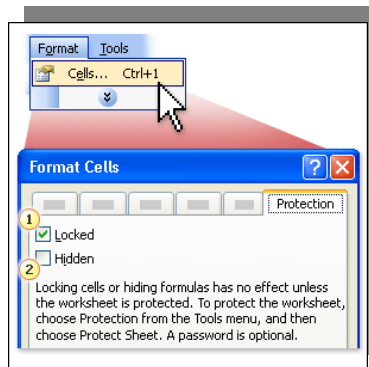 Format Tools
Cells... Ctrl+1
Format Cells
Protection
1
Locked
Hidden
2
Locking cells or hiding formulas has no effect unless
the worksheet is protected. To protect the worksheet,
choose Protection from the Tools menu, and then
choose Protect Sheet. A password is optional.